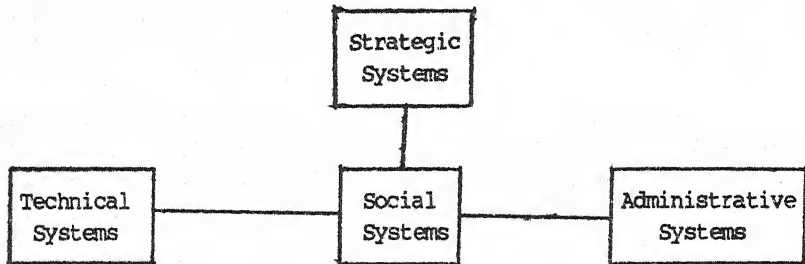 Strategic
Systems
Technical
Systems
Social
Systems
Administrative
Systems